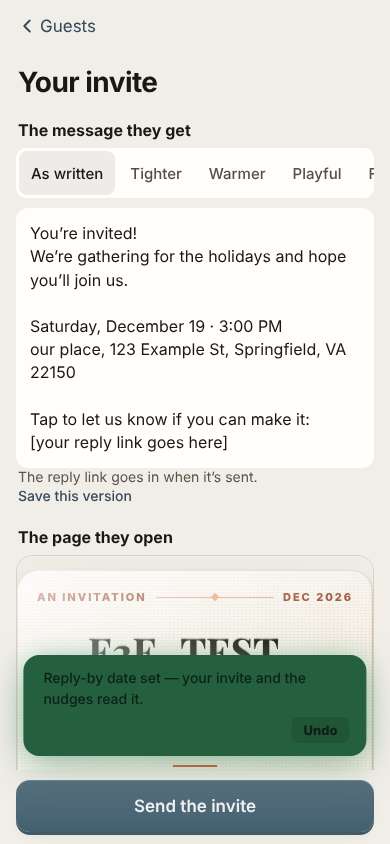 Guests
Your invite
The message they get
As written Tighter Warmer Playful
You’re invited!
We’re gathering for the holidays and hope
you’ll join us.
Saturday, December 19 · 3:00 PM
our place, 123 Example St, Springfield, VA
22150
Tap to let us know if you can make it:
[your reply link goes here]
The reply link goes in when it’s sent.
Save this version
The page they open
AN INVITATION DEC 2026
E2E TEST
Reply-by date set — your invite and the
nudges read it.
Undo
Send the invite